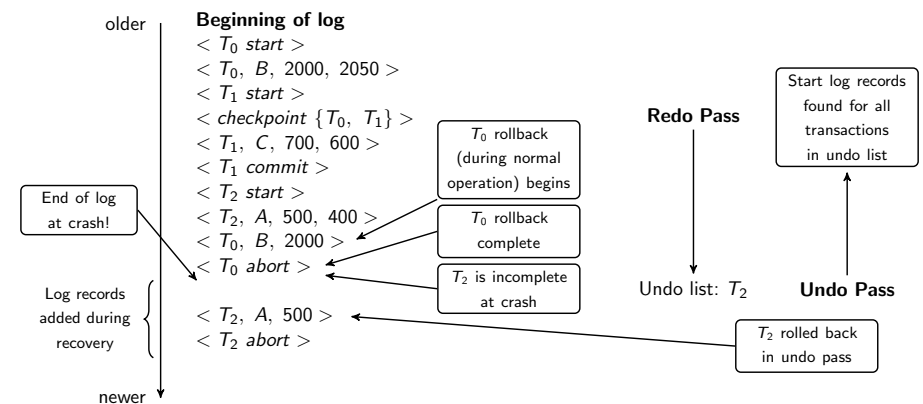 older
Beginning of log
< T0 start >
< T0, B, 2000, 2050 >
< T1 start >
< checkpoint {T0, T1} >
< T1, C, 700, 600 >
< T1 commit >
< T2 start >
< T2, A, 500, 400 >
< T0, B, 2000 >
< T0 abort >
< T2, A, 500 >
< T2 abort >
newer
End of log
at crash!
Log records
added during
recovery
T0 rollback
(during normal
operation) begins
T0 rollback
complete
T2 is incomplete
at crash
Redo Pass
Undo list: T2
Start log records
found for all
transactions
in undo list
Undo Pass
T2 rolled back
in undo pass